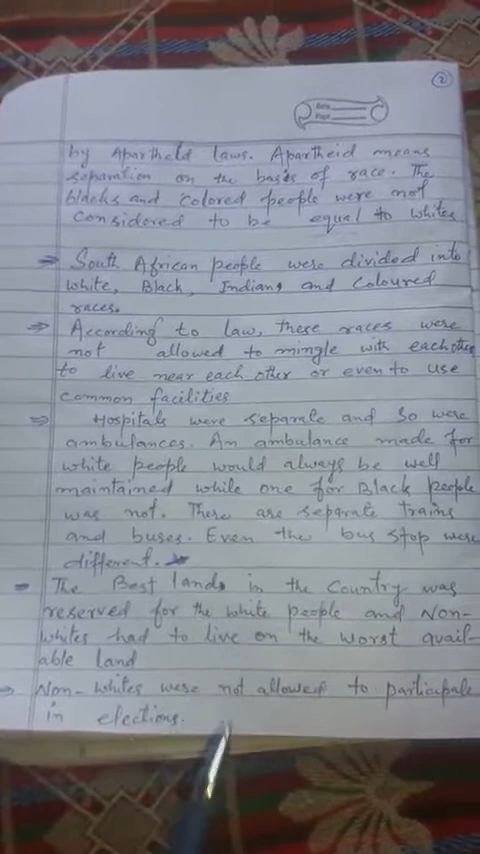 2
Date
Page
by Apartheid laws. Apartheid means
separation on the basis of race. The
blacks and colored people were not
considered to be equal to whites
⇒ South African people were divided into
white, Black, Indians and coloured
races.
⇒ According to law, these races were
not allowed to mingle with each other
to live near each other or even to use
common facilities
⇒ Hospitals were separate and so were
ambulances. An ambulance made for
white people would always be well
maintained while one for Black people
was not. There are separate trains
and buses. Even the bus stop were
different.
⇒ The Best lands in the country was
reserved for the white people and Non-
whites had to live on the worst avail-
able land
⇒ Non-whites were not allowed to participate
in elections.